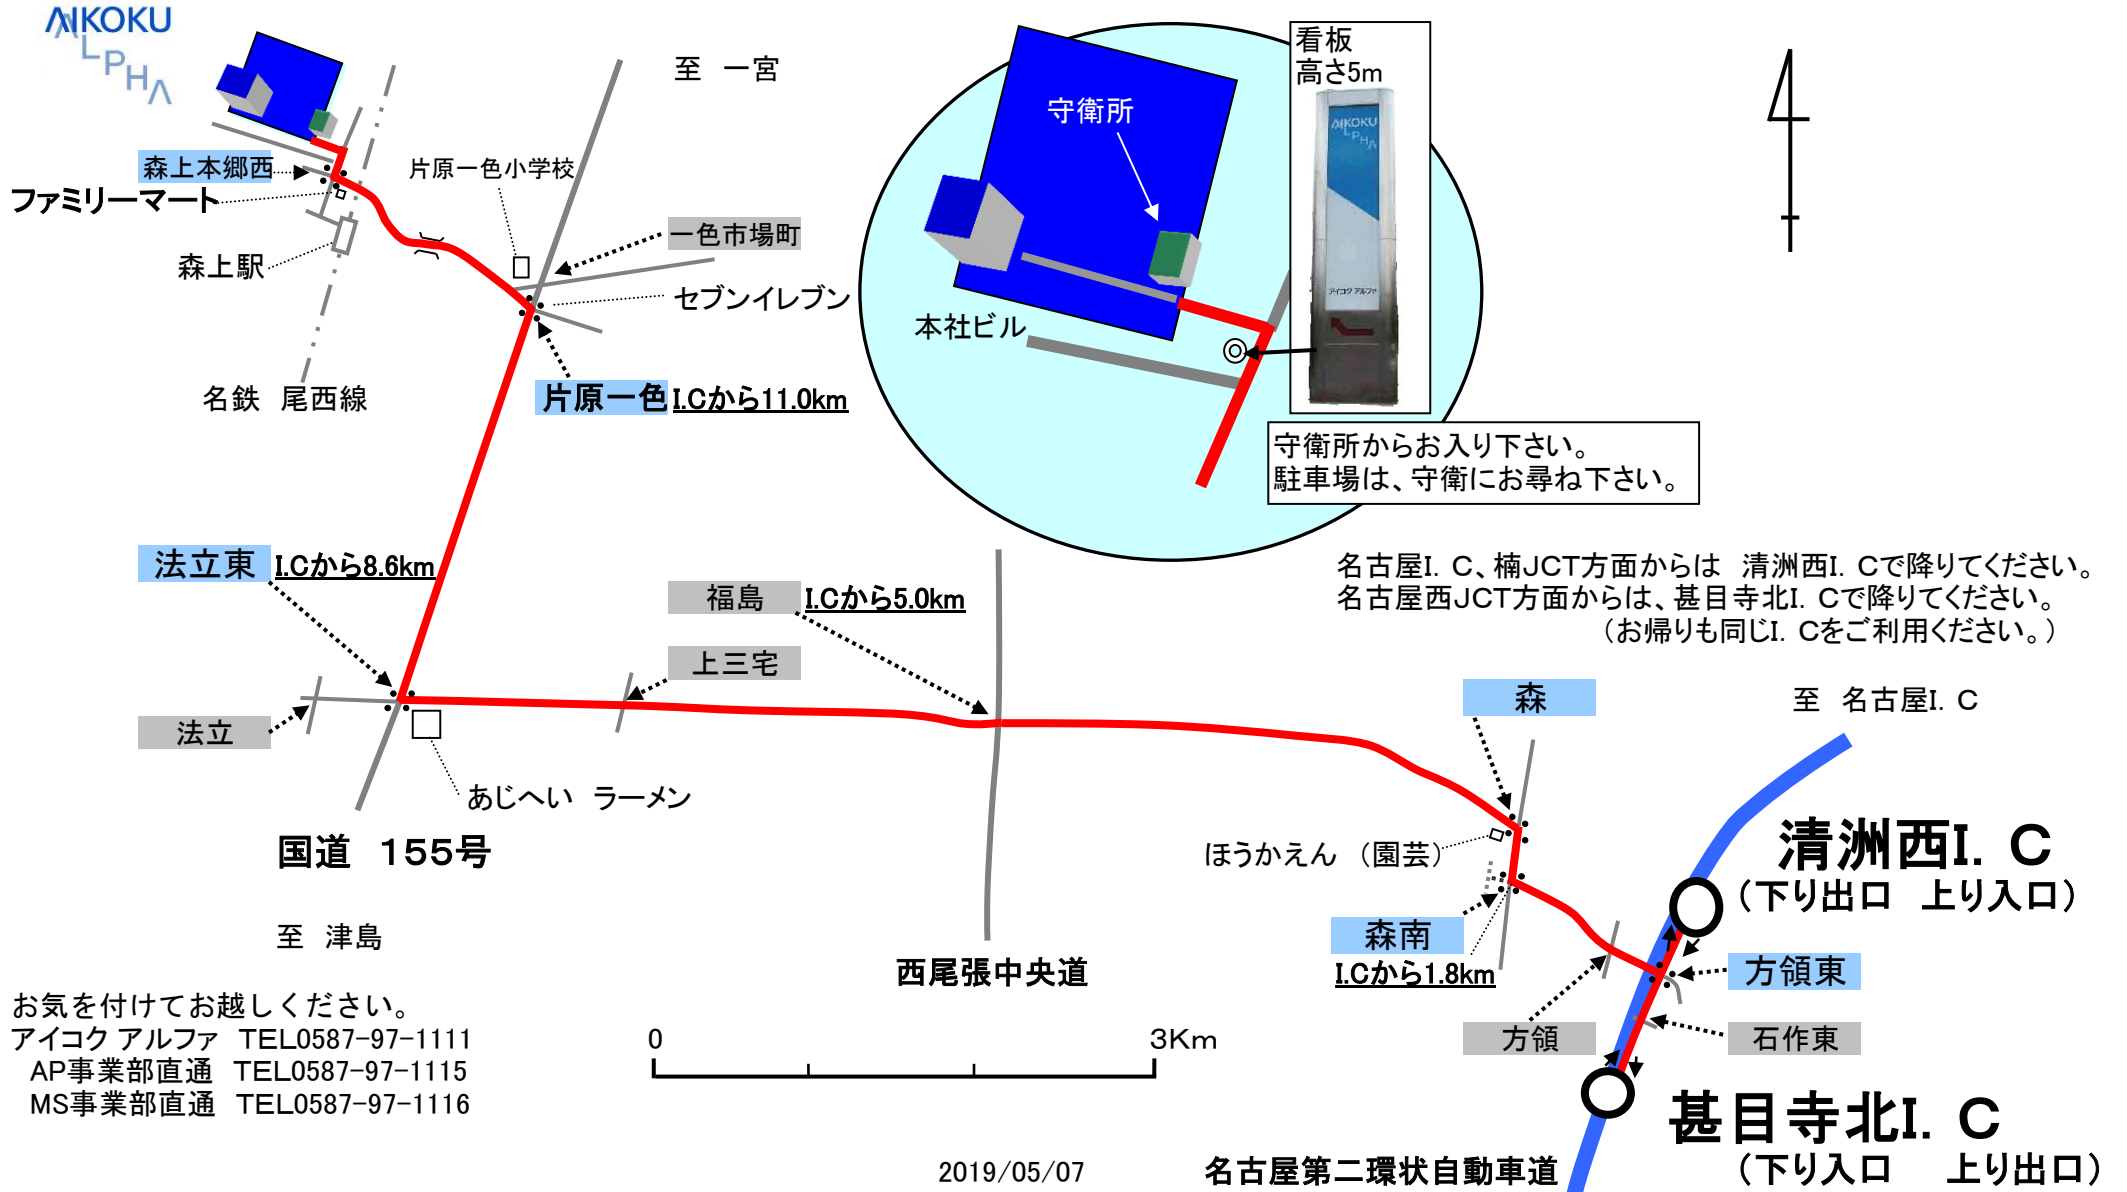 AIKOKU
ALPHA
至　一宮
看板
高さ5m
AIKOKU
ALPHA
アイコク アルファ
守衛所
森上本郷西
片原一色小学校
ファミリーマート
一色市場町
森上駅
セブンイレブン
本社ビル
名鉄　尾西線
片原一色 I.Cから11.0km
守衛所からお入り下さい。
駐車場は、守衛にお尋ね下さい。
法立東 I.Cから8.6km
福島 I.Cから5.0km
名古屋I．C、楠JCT方面からは　清洲西I．Cで降りてください。
名古屋西JCT方面からは、甚目寺北I．Cで降りてください。
（お帰りも同じI．Cをご利用ください。）
上三宅
森
至　名古屋I．C
法立
あじへい　ラーメン
国道　155号
ほうかえん　（園芸）
清洲西I．C
（下り出口　上り入口）
至　津島
森南
I.Cから1.8km
西尾張中央道
方領東
お気を付けてお越しください。
アイコク アルファ　TEL0587-97-1111
AP事業部直通　TEL0587-97-1115
MS事業部直通　TEL0587-97-1116
0
3Km
方領
石作東
甚目寺北I．C
（下り入口　上り出口）
2019/05/07
名古屋第二環状自動車道